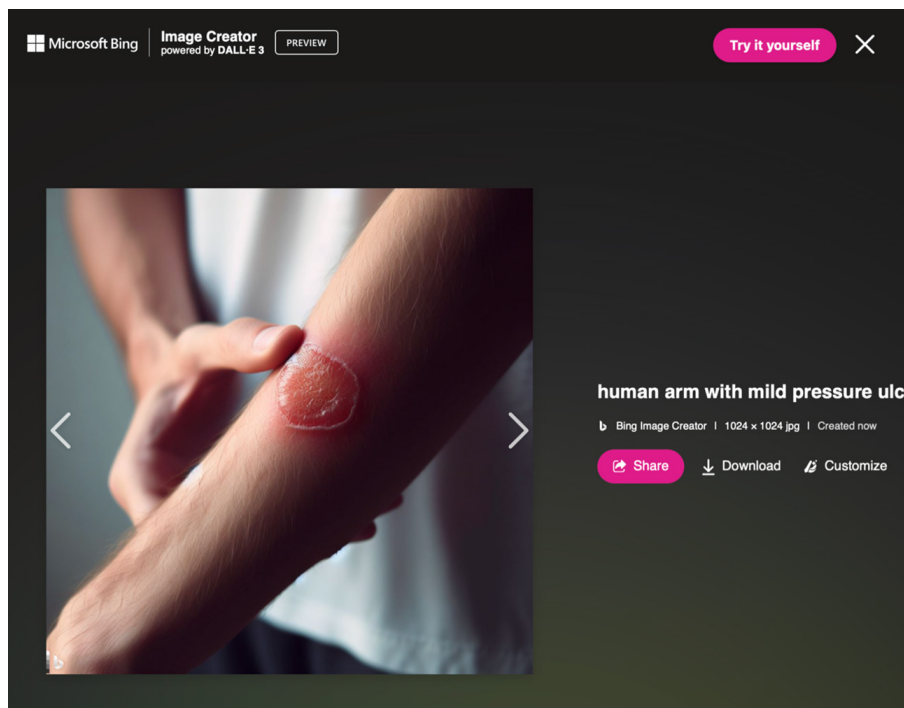 Microsoft Bing
Image Creator
powered by DALL·E 3
PREVIEW
Try it yourself
human arm with mild pressure ulc
Bing Image Creator | 1024 × 1024 jpg | Created now
Share
Download
Customize